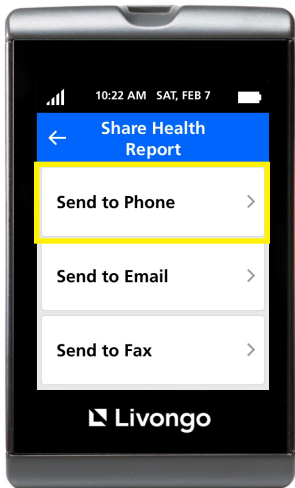 10:22 AM SAT, FEB 7
Share Health
Report
Send to Phone
Send to Email
Send to Fax
Livongo